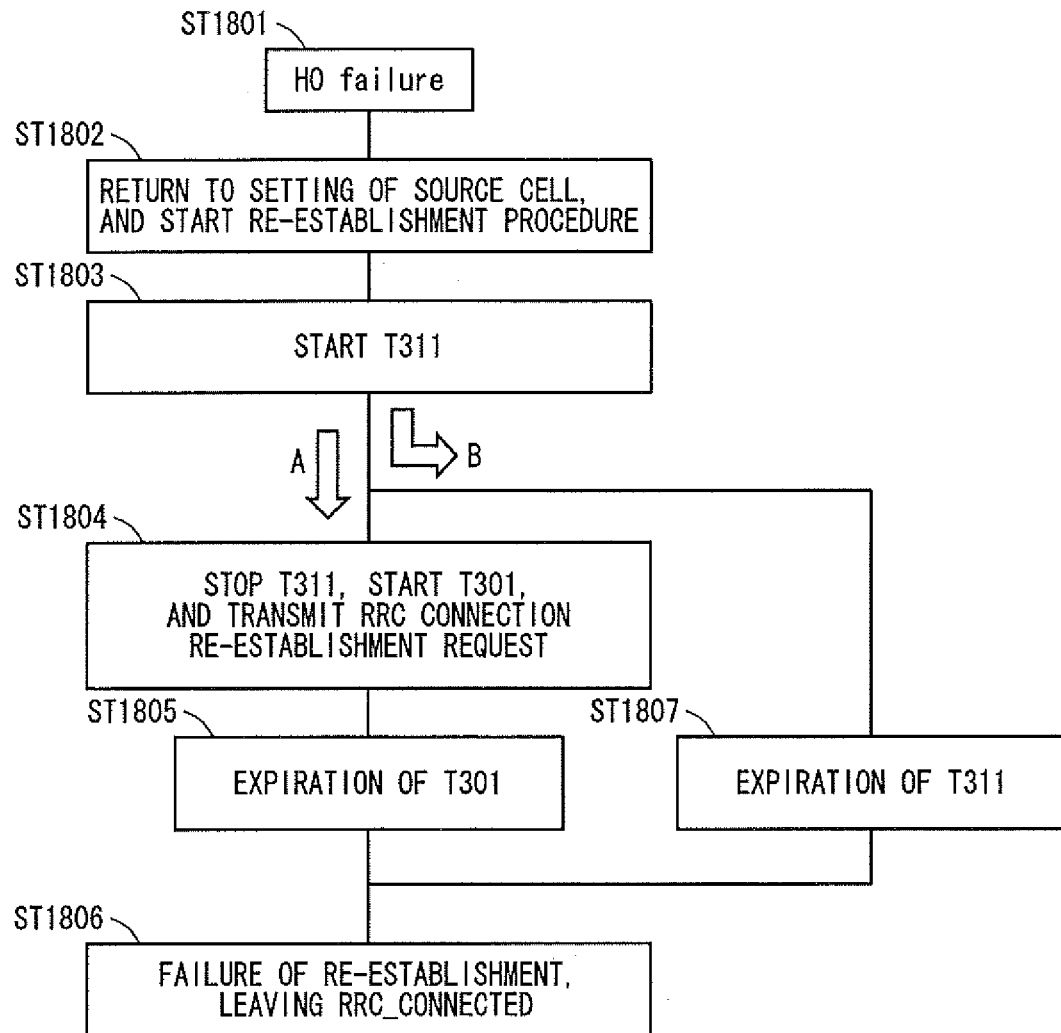 ST1801
HO failure
ST1802
RETURN TO SETTING OF SOURCE CELL,
AND START RE-ESTABLISHMENT PROCEDURE
ST1803
START T311
A
B
ST1804
STOP T311, START T301,
AND TRANSMIT RRC CONNECTION
RE-ESTABLISHMENT REQUEST
ST1805
EXPIRATION OF T301
ST1807
EXPIRATION OF T311
ST1806
FAILURE OF RE-ESTABLISHMENT,
LEAVING RRC_CONNECTED